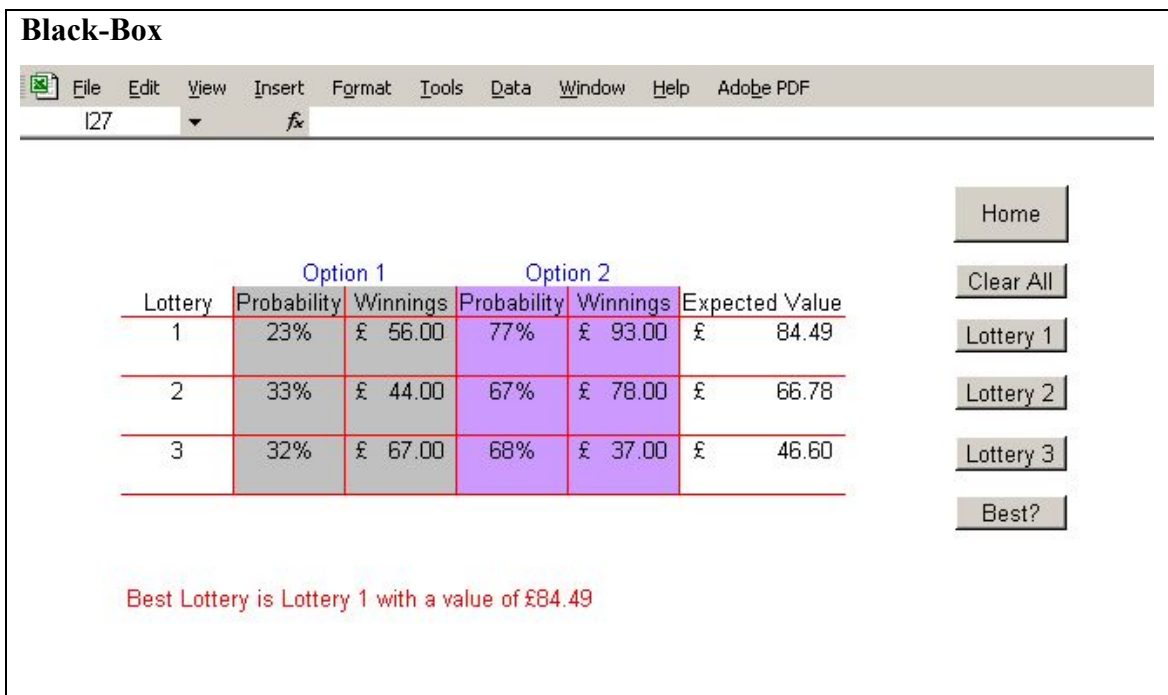 Black-Box
File Edit View Insert Format Tools Data Window Help Adobe PDF
I27 fx
Home
Option 1 Option 2
Clear All
Lottery Probability Winnings Probability Winnings Expected Value
1 23% £ 56.00 77% £ 93.00 £ 84.49
Lottery 1
2 33% £ 44.00 67% £ 78.00 £ 66.78
Lottery 2
3 32% £ 67.00 68% £ 37.00 £ 46.60
Lottery 3
Best?
Best Lottery is Lottery 1 with a value of £84.49